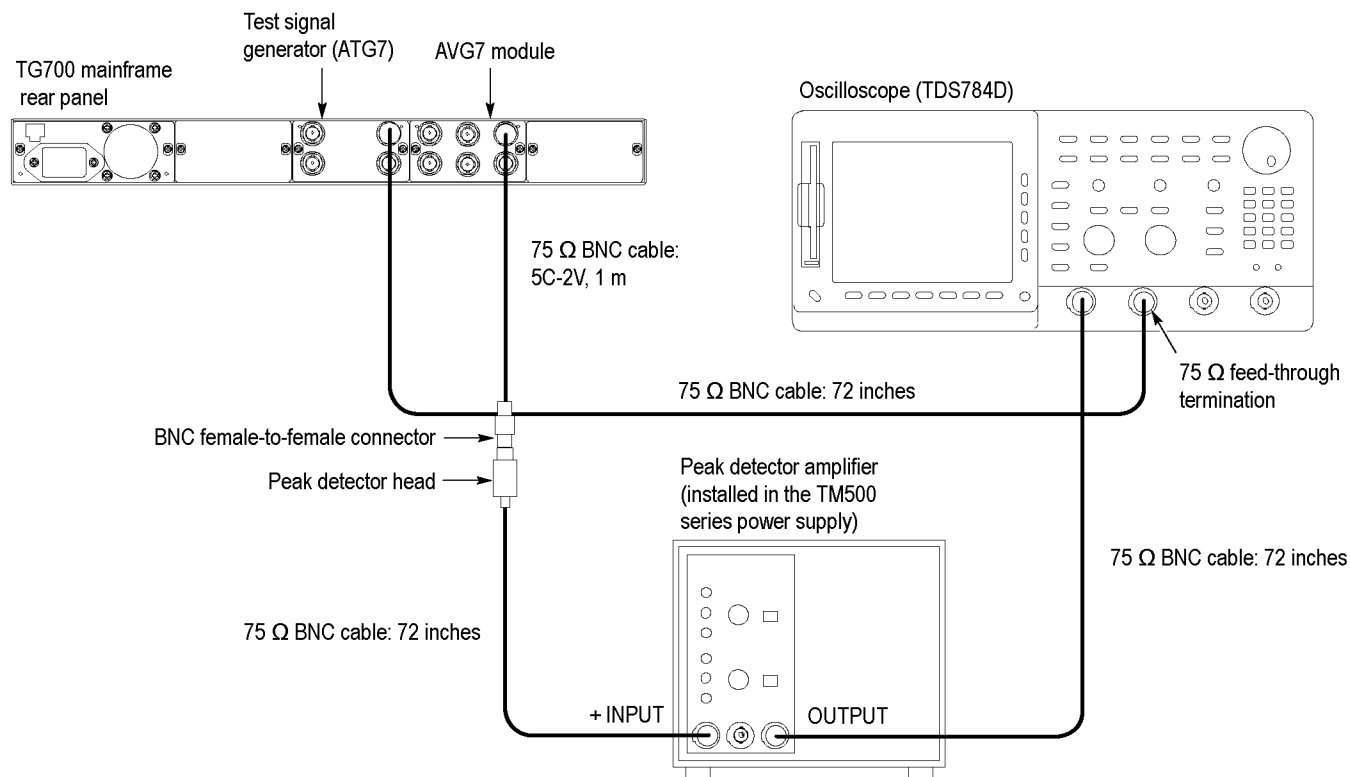 Test signal
generator (ATG7)
AVG7 module
TG700 mainframe
rear panel
Oscilloscope (TDS784D)
75 Ω BNC cable:
5C-2V, 1 m
75 Ω feed-through
termination
75 Ω BNC cable: 72 inches
BNC female-to-female connector
Peak detector head
Peak detector amplifier
(installed in the TM500
series power supply)
75 Ω BNC cable: 72 inches
75 Ω BNC cable: 72 inches
+ INPUT
OUTPUT